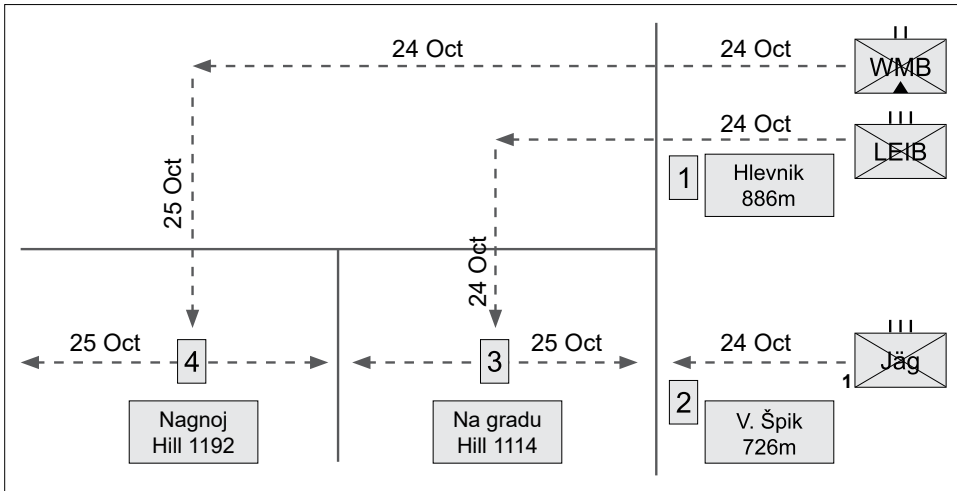 24 Oct
24 Oct
WMB
24 Oct
LEIB
1
Hlevnik
886m
25 Oct
24 Oct
25 Oct
4
3
25 Oct
24 Oct
Jäg
1
2
Nagnoj
Hill 1192
Na gradu
Hill 1114
V. Špik
726m